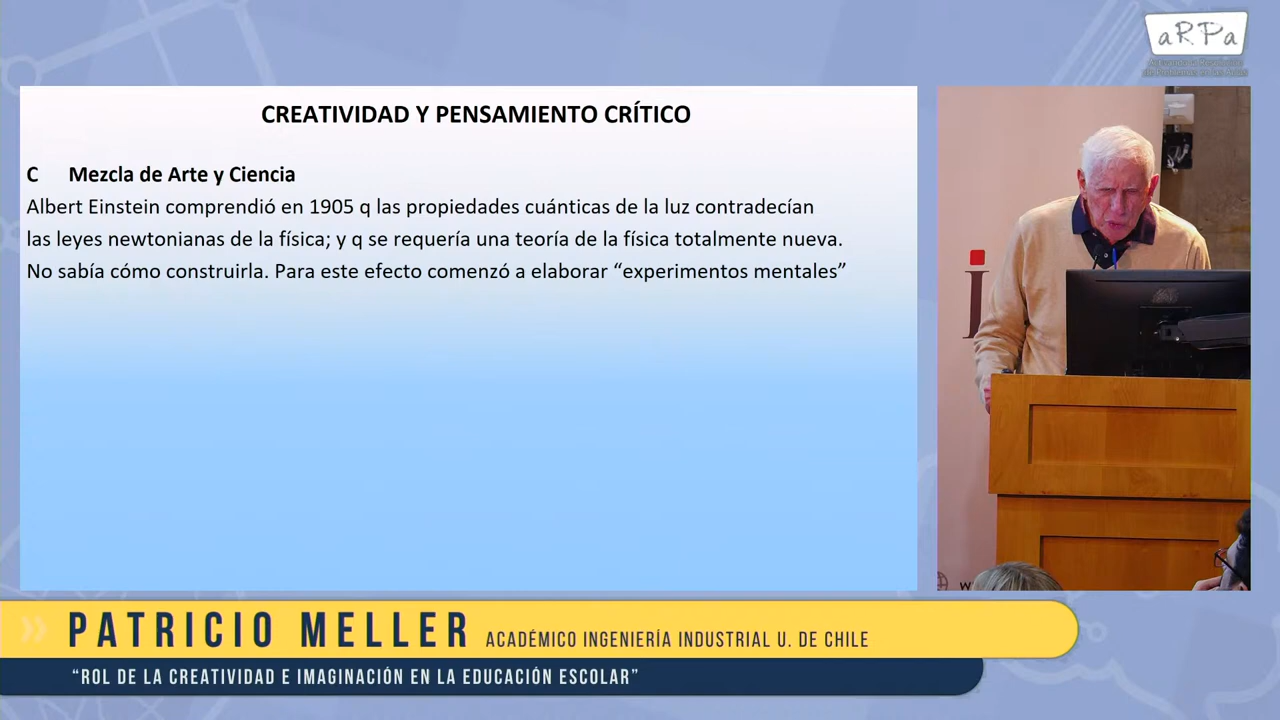 aRPa
CREATIVIDAD Y PENSAMIENTO CRÍTICO
C Mezcla de Arte y Ciencia
Albert Einstein comprendió en 1905 q las propiedades cuánticas de la luz contradecían
las leyes newtonianas de la física; y q se requería una teoría de la física totalmente nueva.
No sabía cómo construirla. Para este efecto comenzó a elaborar “experimentos mentales”
PATRICIO MELLER ACADÉMICO INGENIERÍA INDUSTRIAL U. DE CHILE
“ROL DE LA CREATIVIDAD E IMAGINACIÓN EN LA EDUCACIÓN ESCOLAR”